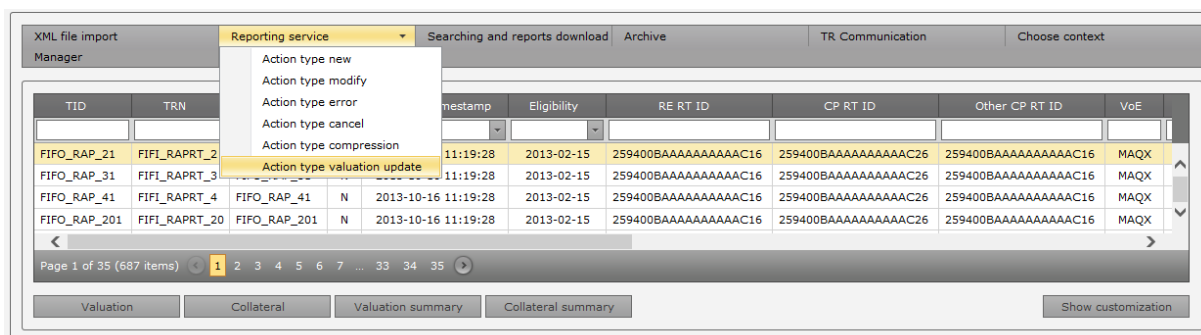 XML file import Reporting service Searching and reports download Archive TR Communication Choose context
Manager
Action type new
Action type modify
Action type error
Action type cancel
Action type compression
Action type valuation update
TID TRN mestamp Eligibility RE RT ID CP RT ID Other CP RT ID VoE
FIFO_RAP_21 FIFI_RAPRT_2 11:19:28 2013-02-15 259400BAAAAAAAAAAC16 259400BAAAAAAAAAAC26 259400BAAAAAAAAAAC16 MAQX
FIFO_RAP_31 FIFI_RAPRT_3 11:19:28 2013-02-15 259400BAAAAAAAAAAC16 259400BAAAAAAAAAAC26 259400BAAAAAAAAAAC16 MAQX
FIFO_RAP_41 FIFI_RAPRT_4 FIFO_RAP_41 N 2013-10-16 11:19:28 2013-02-15 259400BAAAAAAAAAAC16 259400BAAAAAAAAAAC26 259400BAAAAAAAAAAC16 MAQX
FIFO_RAP_201 FIFI_RAPRT_20 FIFO_RAP_201 N 2013-10-16 11:19:28 2013-02-15 259400BAAAAAAAAAAC16 259400BAAAAAAAAAAC26 259400BAAAAAAAAAAC16 MAQX
Page 1 of 35 (687 items) 1 2 3 4 5 6 7 ... 33 34 35
Valuation Collateral Valuation summary Collateral summary Show customization